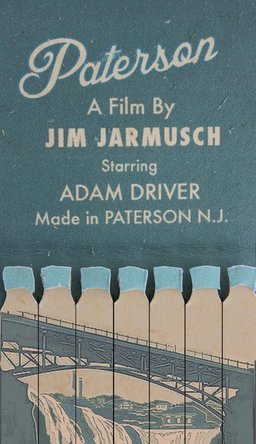 Paterson
A Film By
JIM JARMUSCH
Starring
ADAM DRIVER
Made in PATERSON N.J.